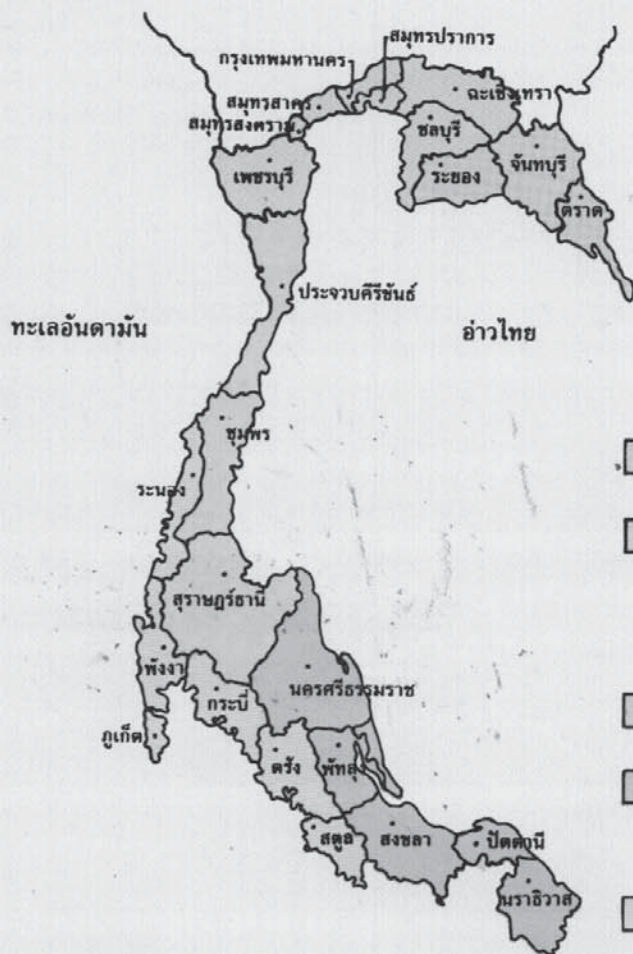 สมุทรปราการ
กรุงเทพมหานคร
สมุทรสาคร
ฉะเชิงเทรา
สมุทรสงคราม
ชลบุรี
จันทบุรี
เพชรบุรี
ระยอง
ตราด
ประจวบคีรีขันธ์
ทะเลอันดามัน
อ่าวไทย
ชุมพร
ระนอง
สุราษฎร์ธานี
พังงา
นครศรีธรรมราช
กระบี่
ภูเก็ต
ตรัง
พัทลุง
สตูล
สงขลา
ปัตตานี
นราธิวาส